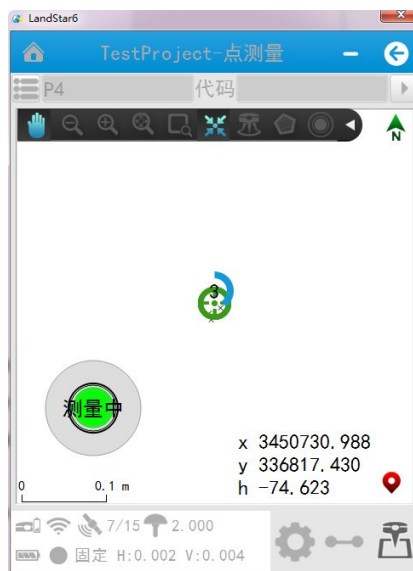 LandStar6
TestProject-点测量
P4 代码
N
3
测量中
x 3450730.988
y 336817.430
h -74.623
0 0.1 m
7/15 2.000
固定 H:0.002 V:0.004